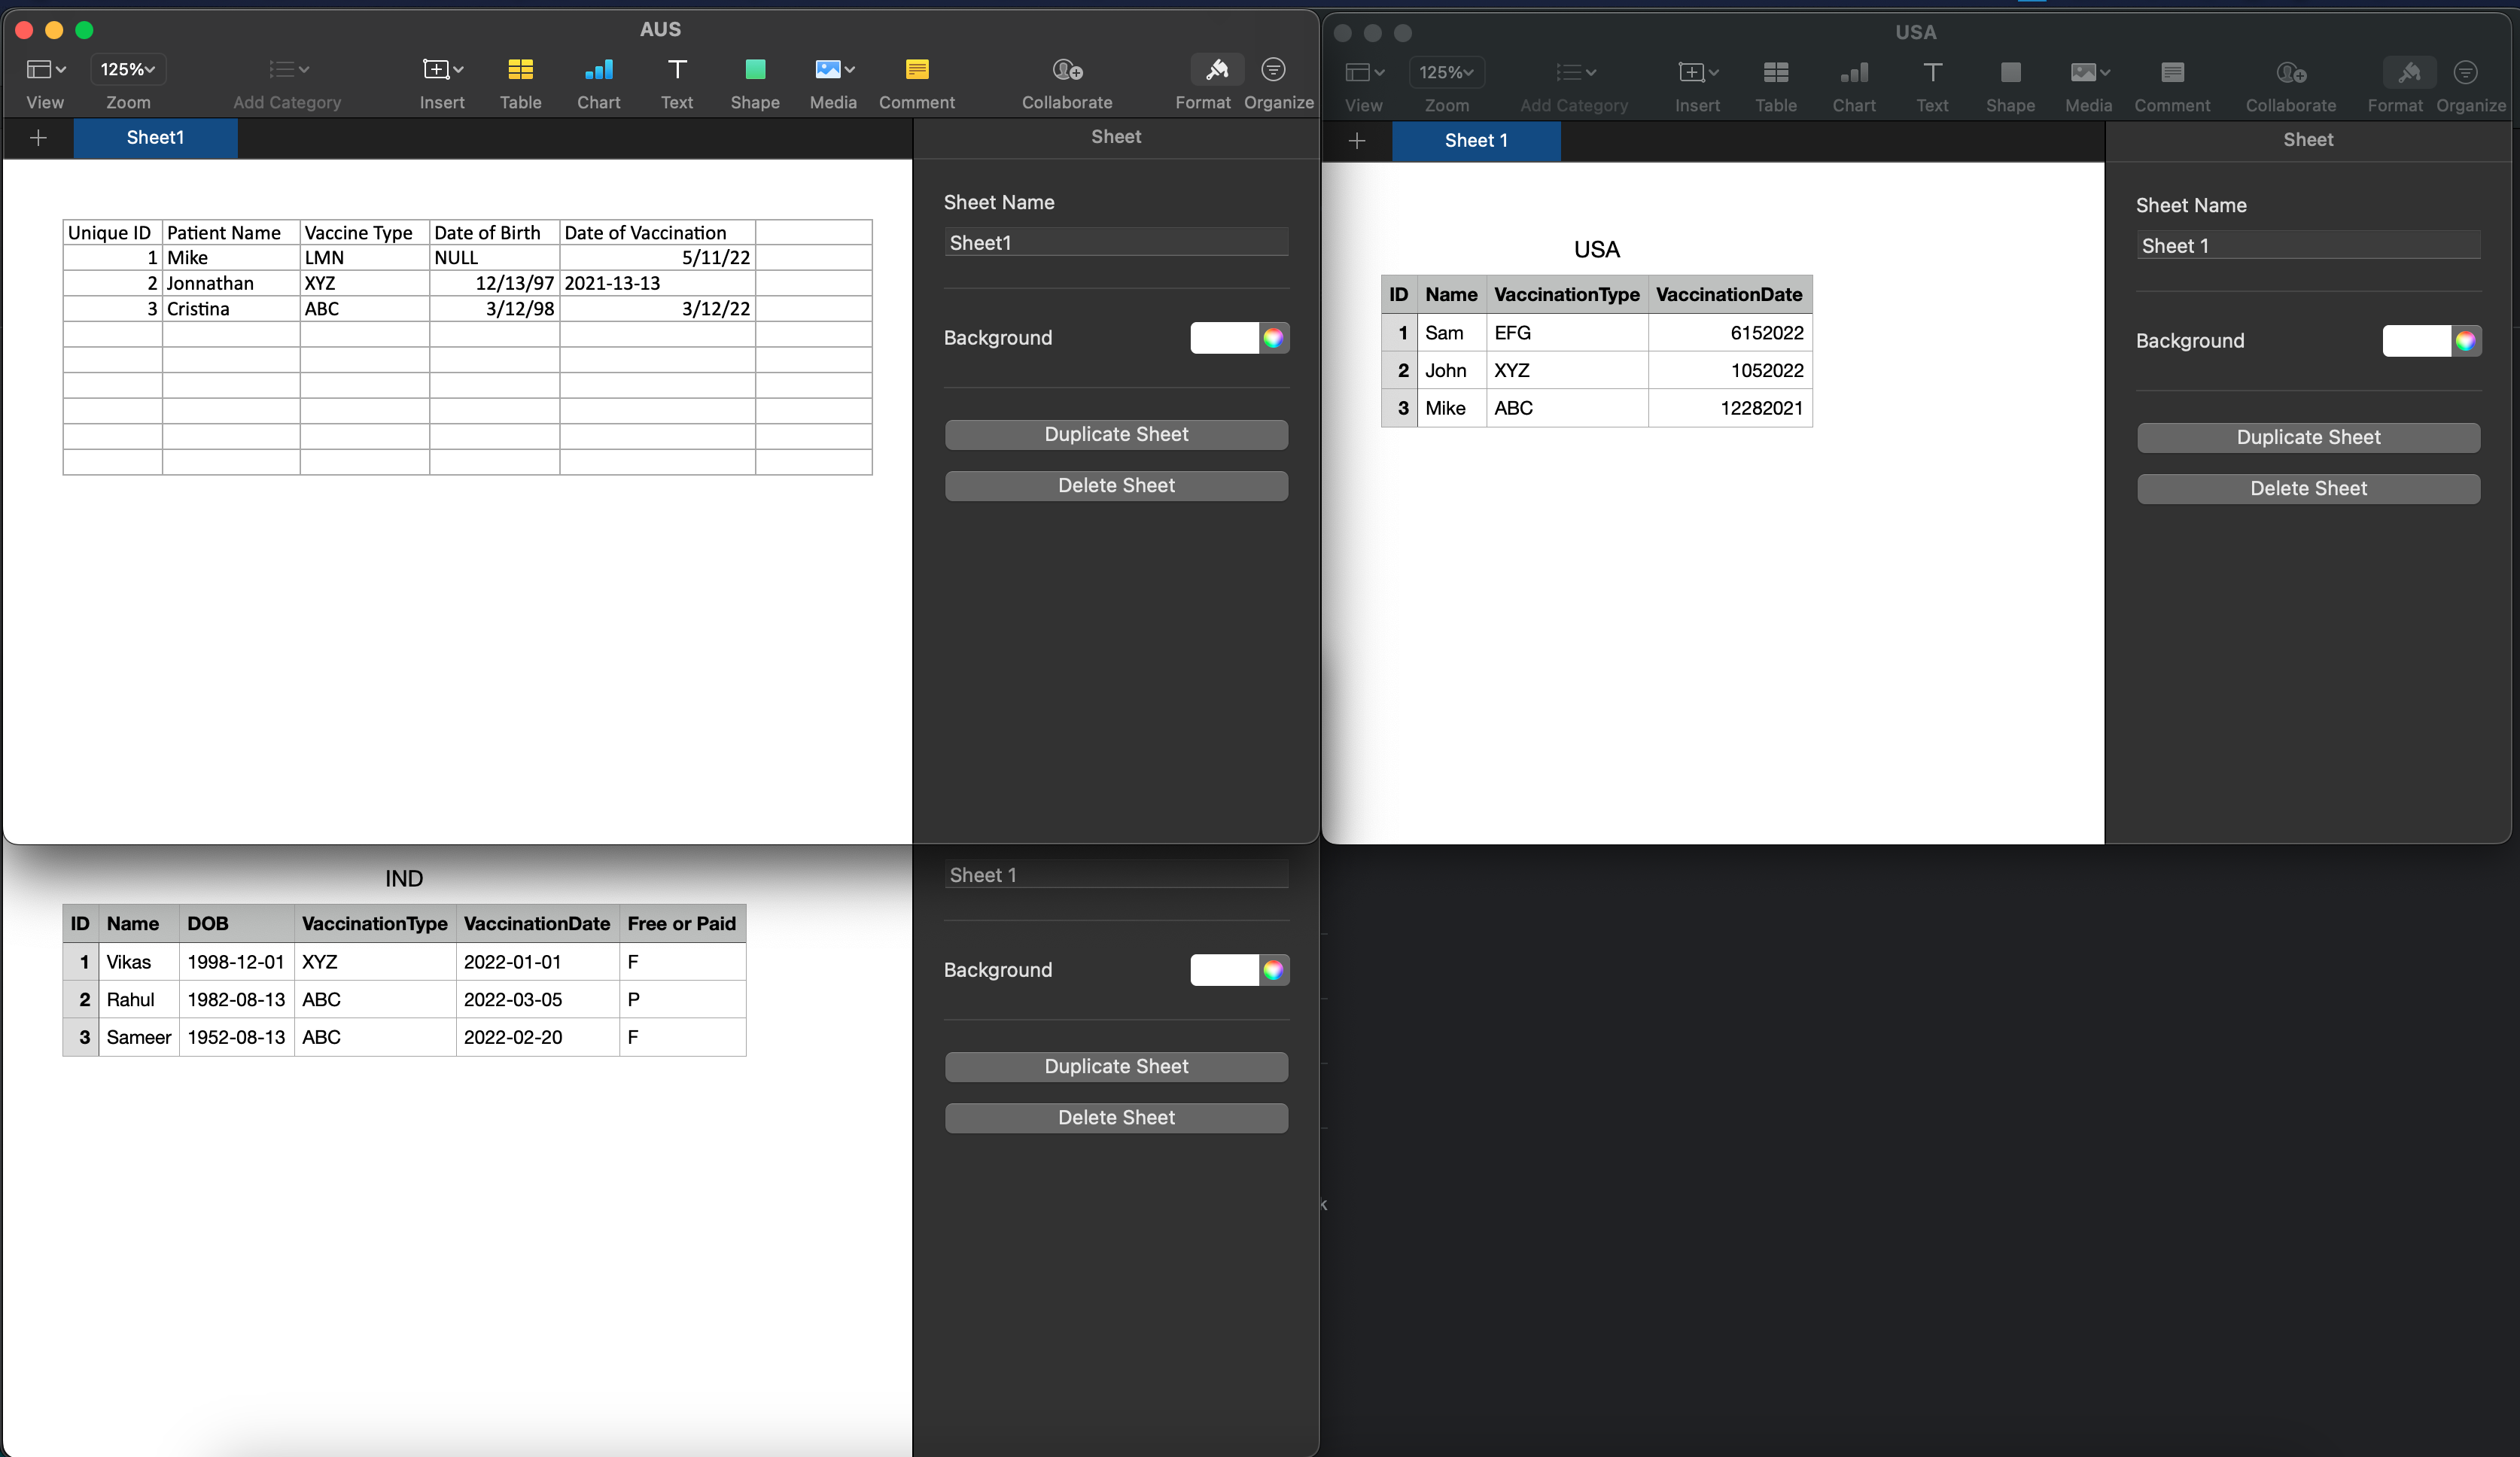 AUS
125%
View Zoom Add Category Insert Table Chart Text Shape Media Comment Collaborate Format Organize
Sheet1
Sheet
Unique ID Patient Name Vaccine Type Date of Birth Date of Vaccination
1 Mike LMN NULL 5/11/22
2 Jonnathan XYZ 12/13/97 2021-13-13
3 Cristina ABC 3/12/98 3/12/22
Sheet Name
Sheet1
Background
Duplicate Sheet
Delete Sheet
USA
125%
View Zoom Add Category Insert Table Chart Text Shape Media Comment Collaborate Format Organize
Sheet 1
Sheet
USA
ID Name VaccinationType VaccinationDate
1 Sam EFG 6152022
2 John XYZ 1052022
3 Mike ABC 12282021
Sheet Name
Sheet 1
Background
Duplicate Sheet
Delete Sheet
IND
ID Name DOB VaccinationType VaccinationDate Free or Paid
1 Vikas 1998-12-01 XYZ 2022-01-01 F
2 Rahul 1982-08-13 ABC 2022-03-05 P
3 Sameer 1952-08-13 ABC 2022-02-20 F
Sheet 1
Background
Duplicate Sheet
Delete Sheet
k